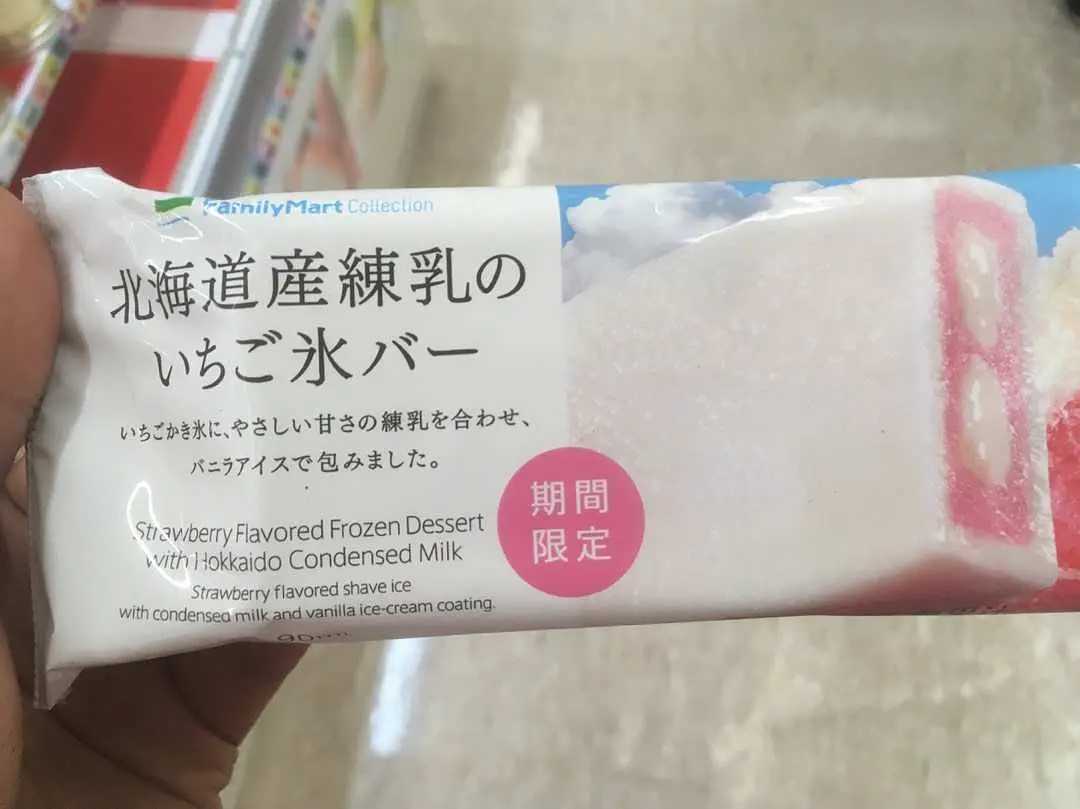 FamilyMart Collection
北海道産練乳の
いちご氷バー
いちごかき氷に、やさしい甘さの練乳を合わせ、
バニラアイスで包みました。
期間
限定
Strawberry Flavored Frozen Dessert
with Hokkaido Condensed Milk
Strawberry flavored shave ice
with condensed milk and vanilla ice-cream coating.